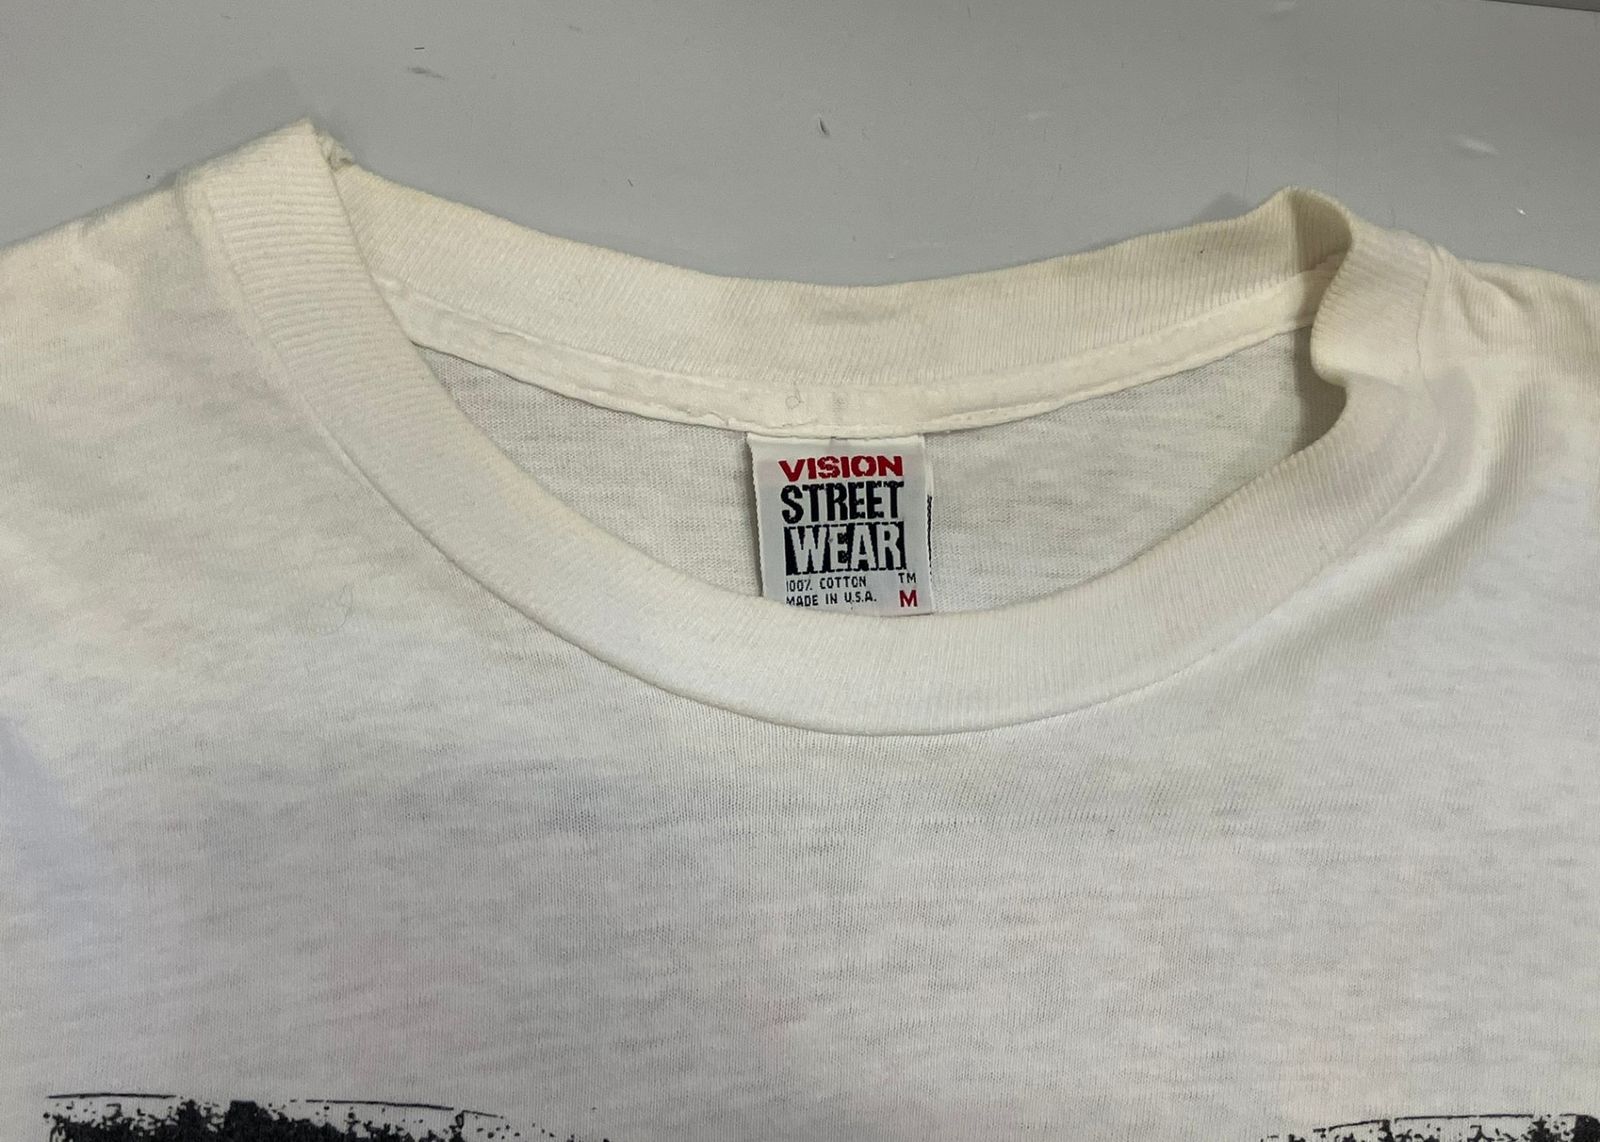 VISION
STREET
WEAR
100% COTTON TM
MADE IN U.S.A. M